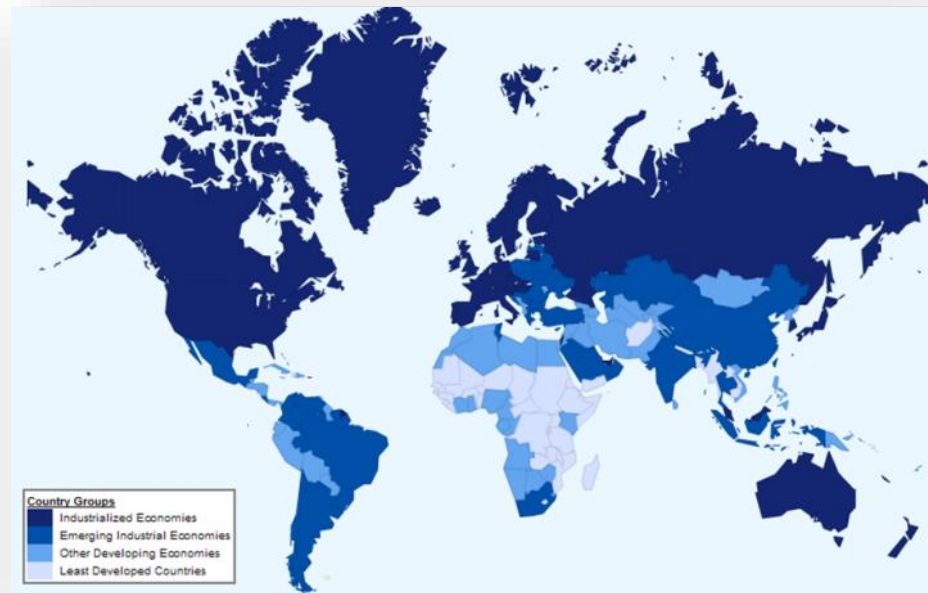 Country Groups
Industrialized Economies
Emerging Industrial Economies
Other Developing Economies
Least Developed Countries